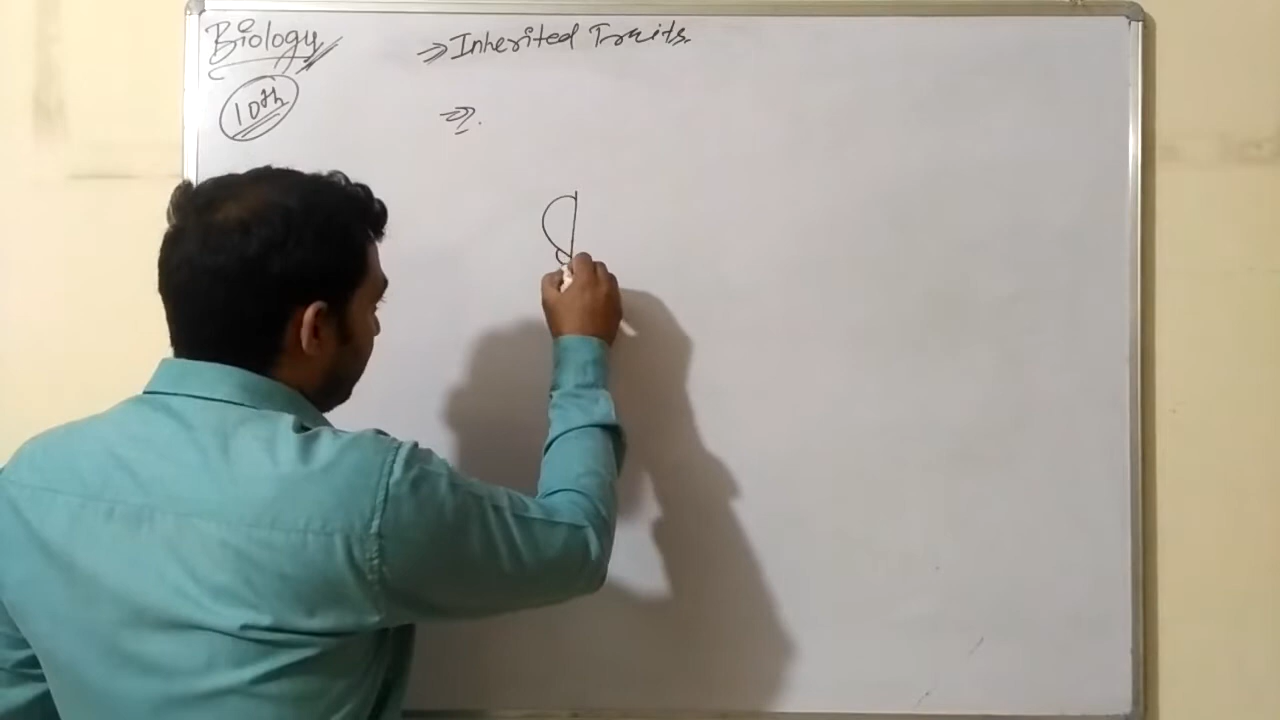 Biology
⇒ Inherited Traits.
10th